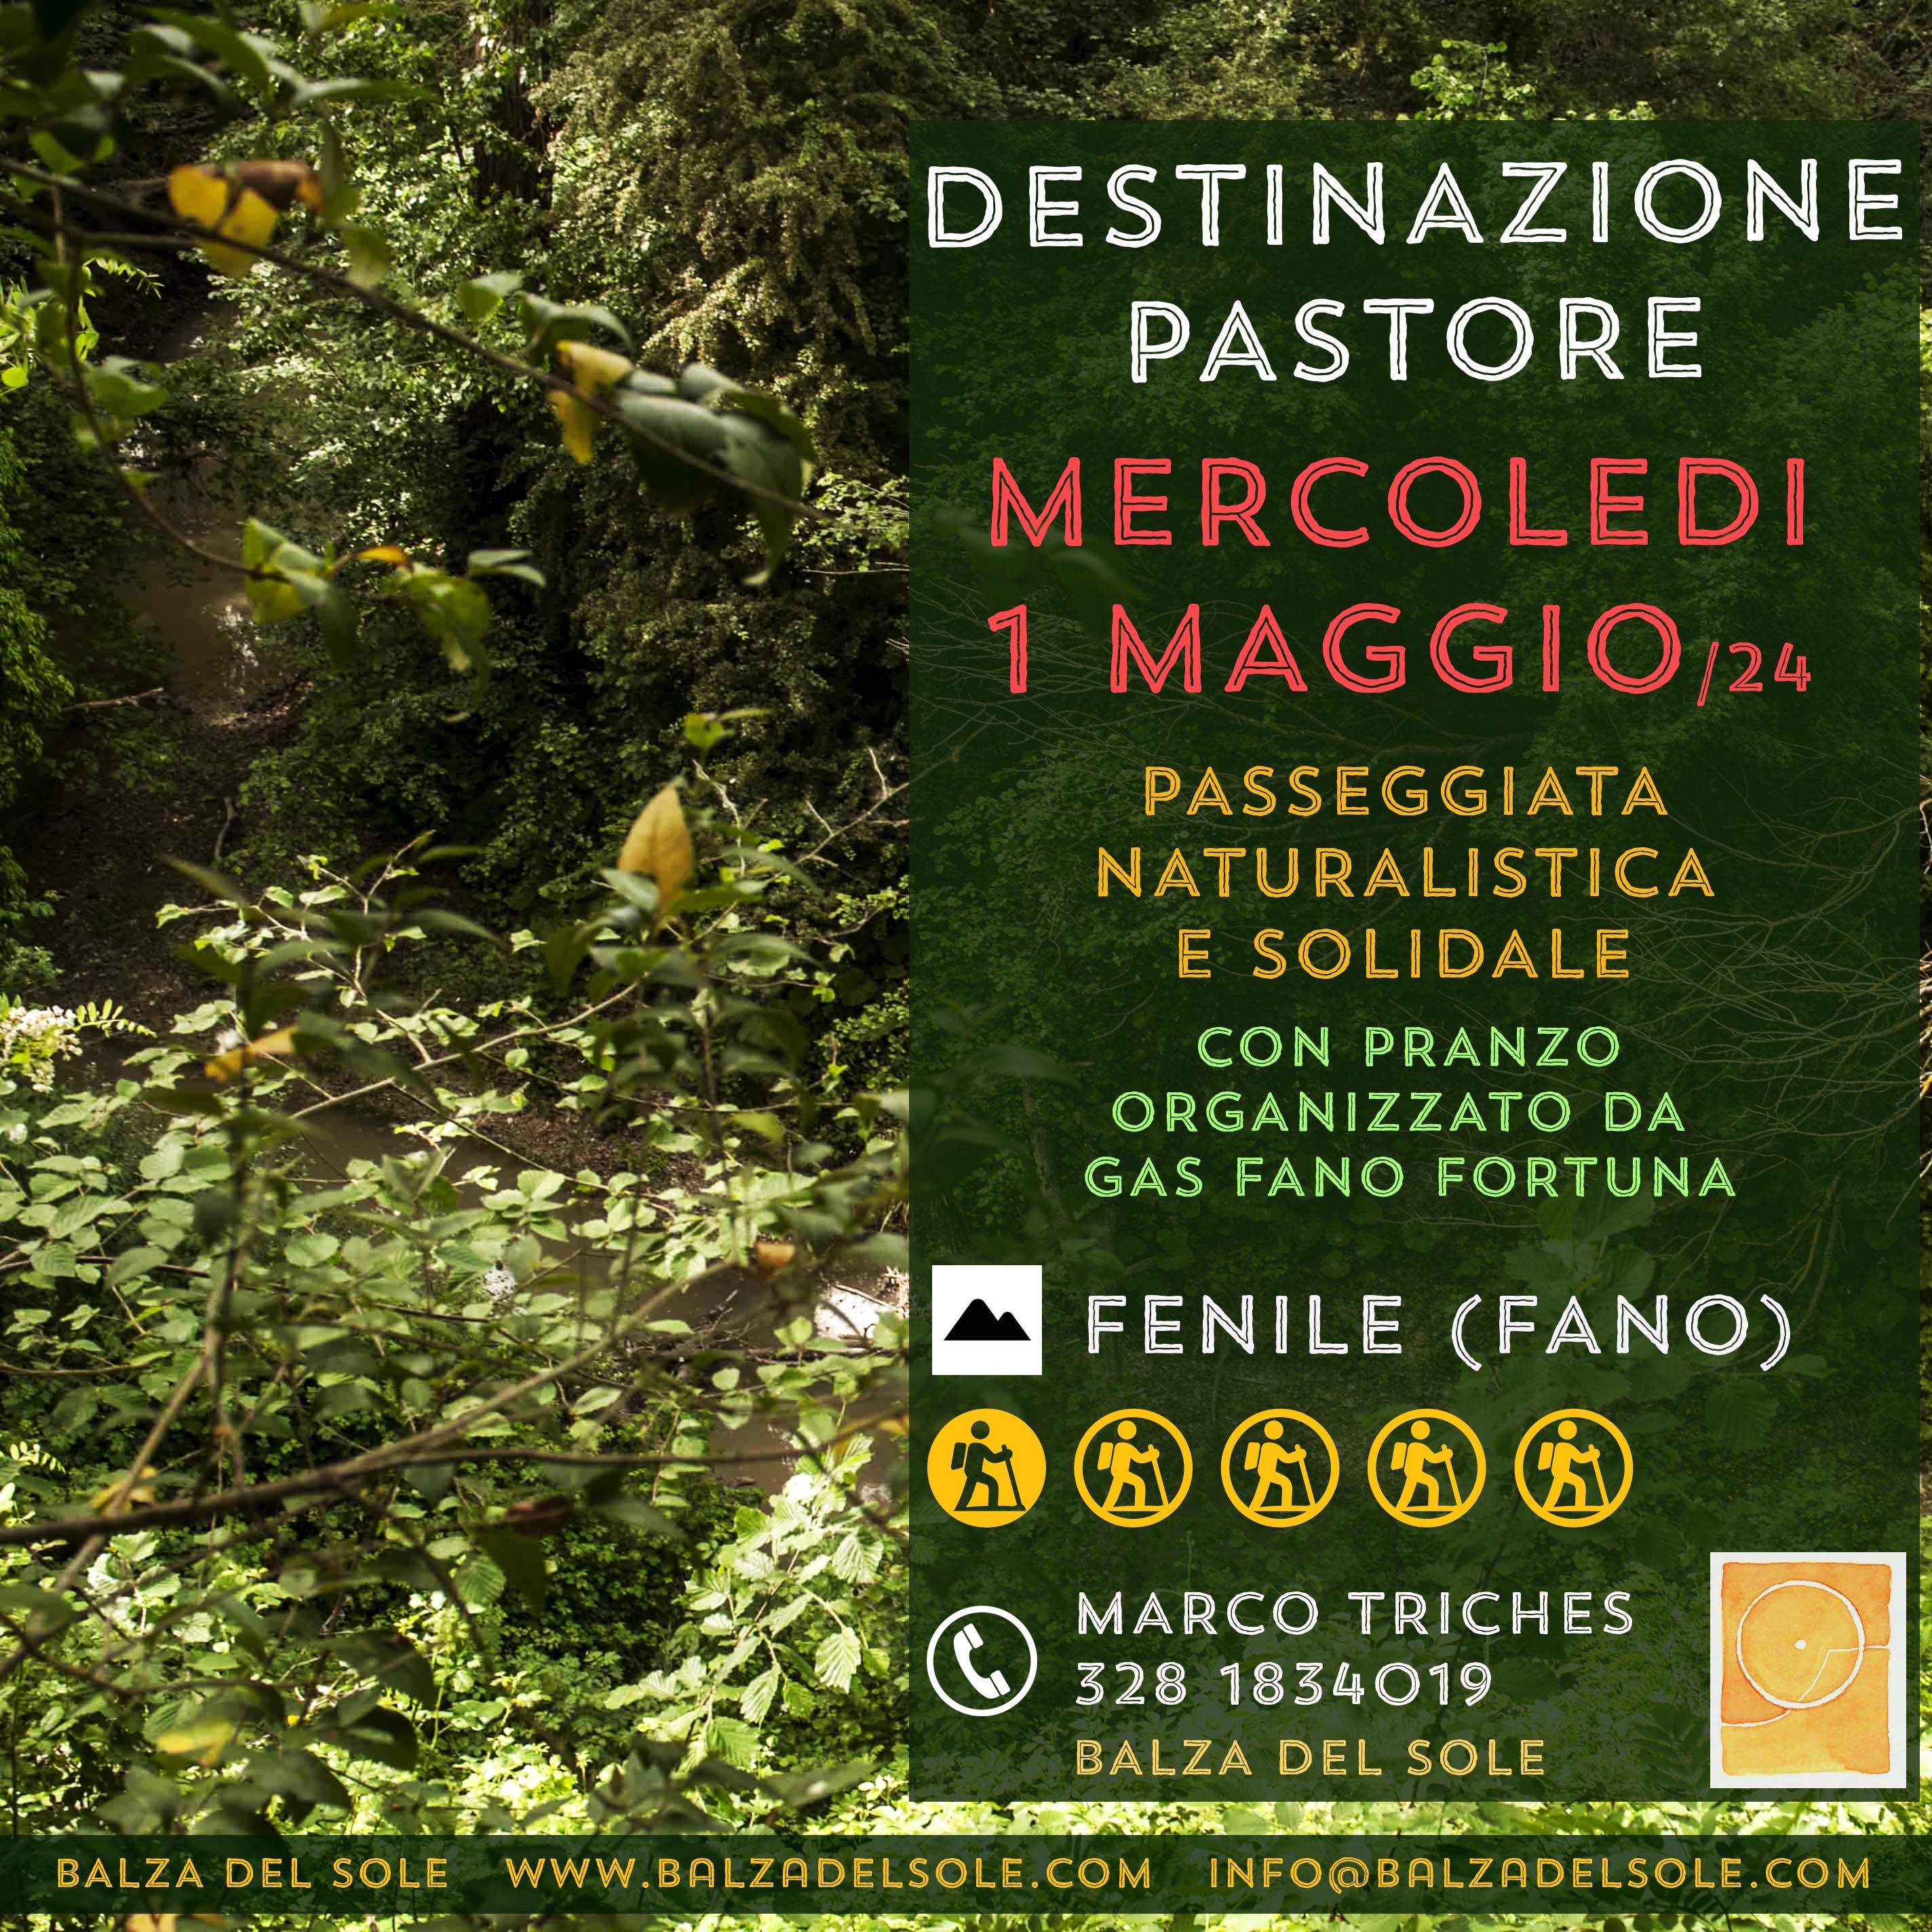 DESTINAZIONE
PASTORE
MERCOLEDI
1 MAGGIO/24
PASSEGGIATA
NATURALISTICA
E SOLIDALE
CON PRANZO
ORGANIZZATO DA
GAS FANO FORTUNA
FENILE (FANO)
MARCO TRICHES
328 1834019
BALZA DEL SOLE
BALZA DEL SOLE WWW.BALZADELSOLE.COM INFO@BALZADELSOLE.COM